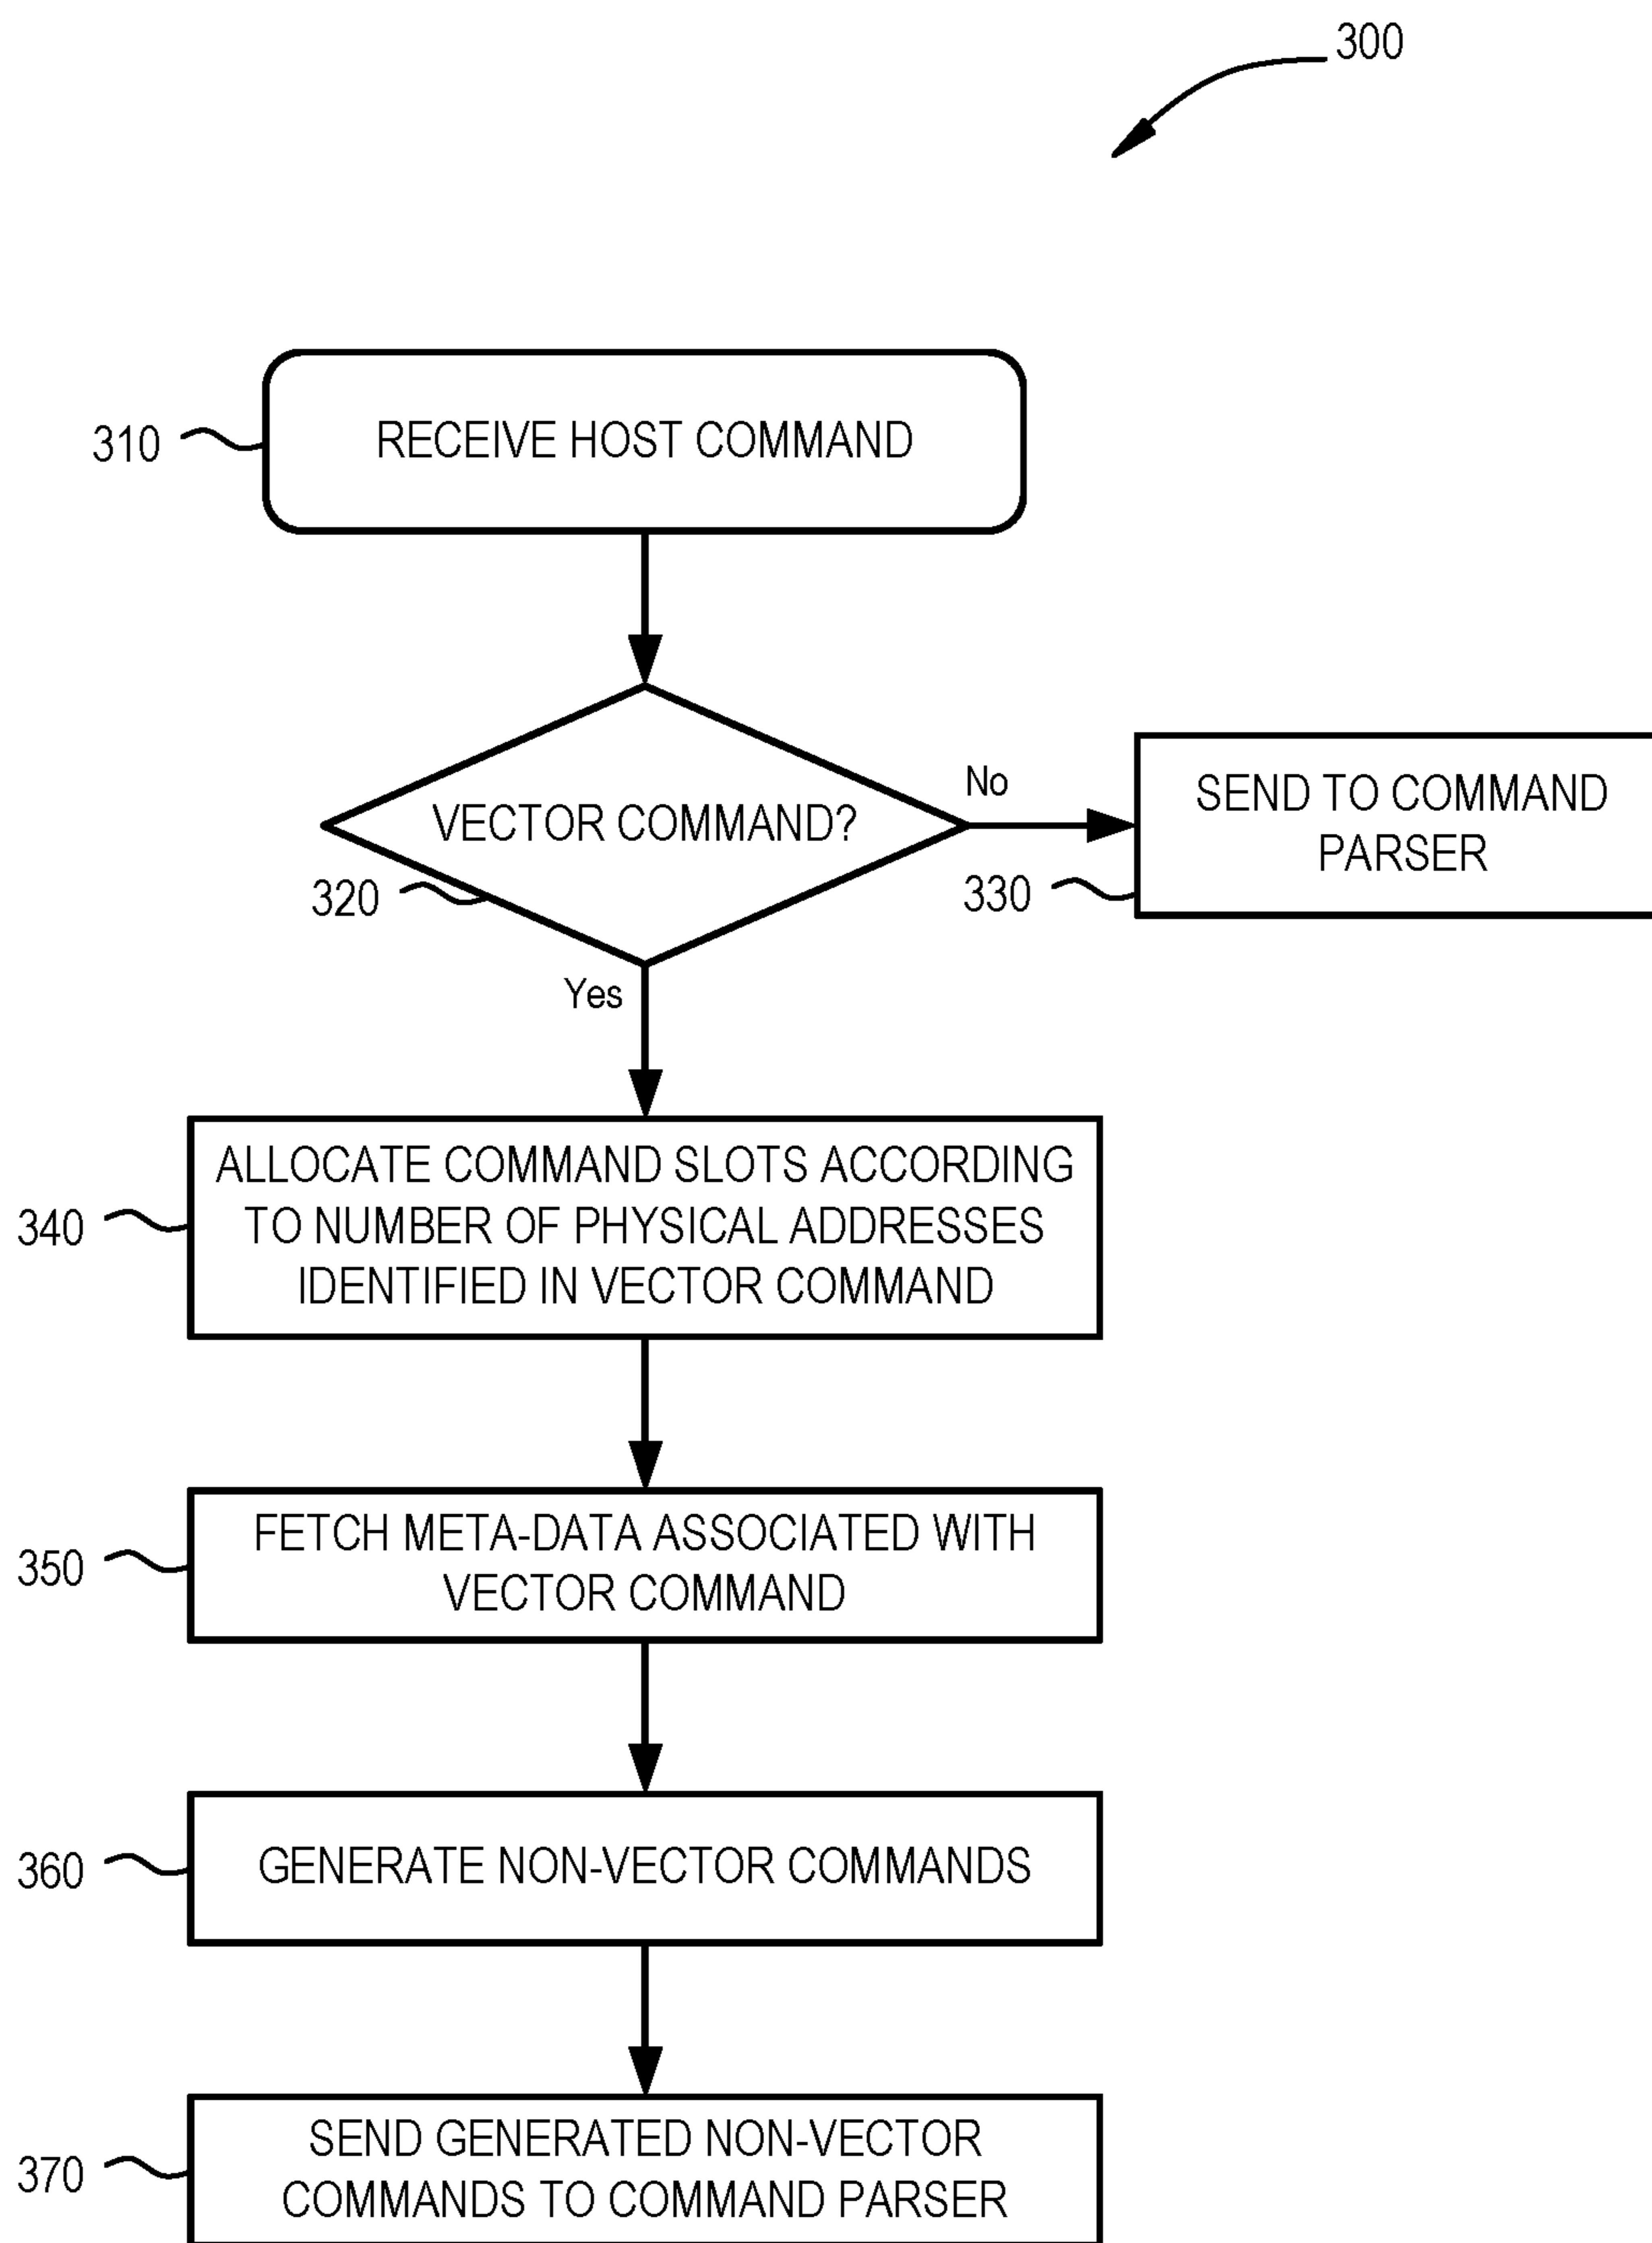 300
310
RECEIVE HOST COMMAND
VECTOR COMMAND?
320
No
SEND TO COMMAND
PARSER
330
Yes
340
ALLOCATE COMMAND SLOTS ACCORDING
TO NUMBER OF PHYSICAL ADDRESSES
IDENTIFIED IN VECTOR COMMAND
350
FETCH META-DATA ASSOCIATED WITH
VECTOR COMMAND
360
GENERATE NON-VECTOR COMMANDS
370
SEND GENERATED NON-VECTOR
COMMANDS TO COMMAND PARSER